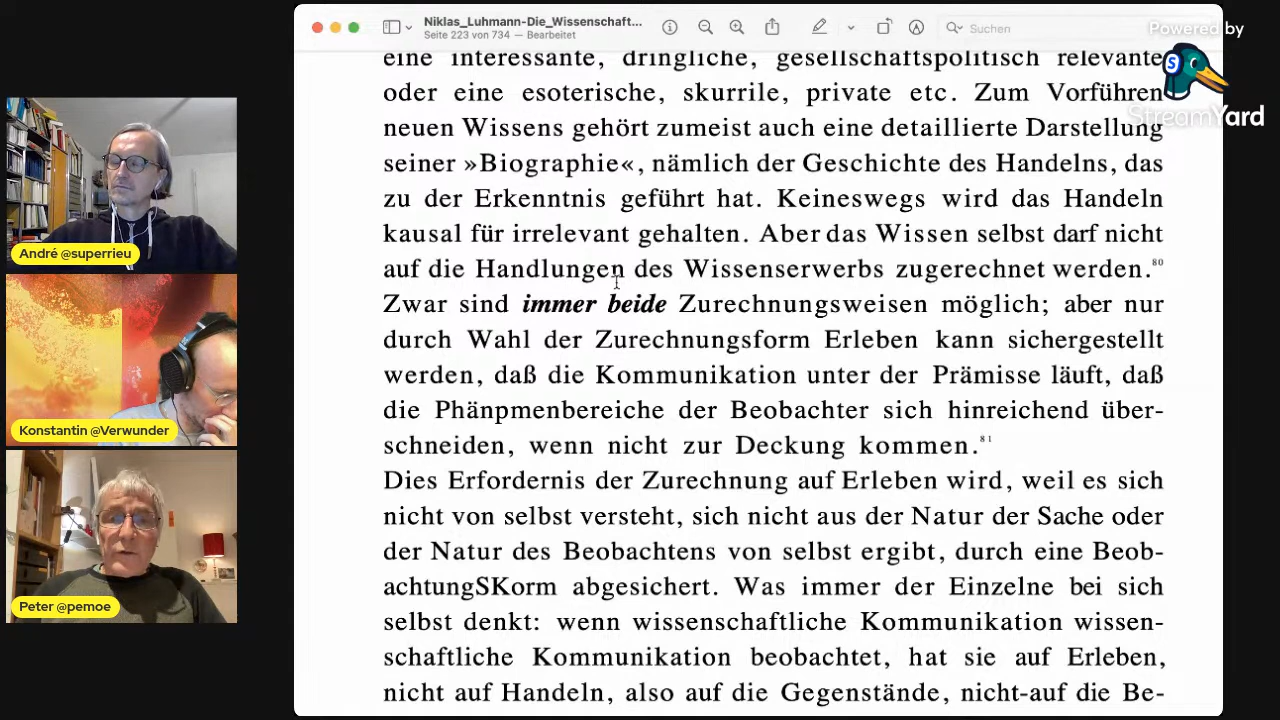 Niklas_Luhmann-Die_Wissenschaft...
Seite 223 von 734 — Bearbeitet
Suchen
Powered by
StreamYard
S
eine interessante, dringliche, gesellschaftspolitisch relevante
oder eine esoterische, skurrile, private etc. Zum Vorführen
neuen Wissens gehört zumeist auch eine detaillierte Darstellung
seiner »Biographie«, nämlich der Geschichte des Handelns, das
zu der Erkenntnis geführt hat. Keineswegs wird das Handeln
kausal für irrelevant gehalten. Aber das Wissen selbst darf nicht
auf die Handlungen des Wissenserwerbs zugerechnet werden.80
Zwar sind immer beide Zurechnungsweisen möglich; aber nur
durch Wahl der Zurechnungsform Erleben kann sichergestellt
werden, daß die Kommunikation unter der Prämisse läuft, daß
die Phänpmenbereiche der Beobachter sich hinreichend über-
schneiden, wenn nicht zur Deckung kommen.81
Dies Erfordernis der Zurechnung auf Erleben wird, weil es sich
nicht von selbst versteht, sich nicht aus der Natur der Sache oder
der Natur des Beobachtens von selbst ergibt, durch eine Beob-
achtungSKorm abgesichert. Was immer der Einzelne bei sich
selbst denkt: wenn wissenschaftliche Kommunikation wissen-
schaftliche Kommunikation beobachtet, hat sie auf Erleben,
nicht auf Handeln, also auf die Gegenstände, nicht-auf die Be-
André @superrieu
Konstantin @Verwunder
Peter @pemoe